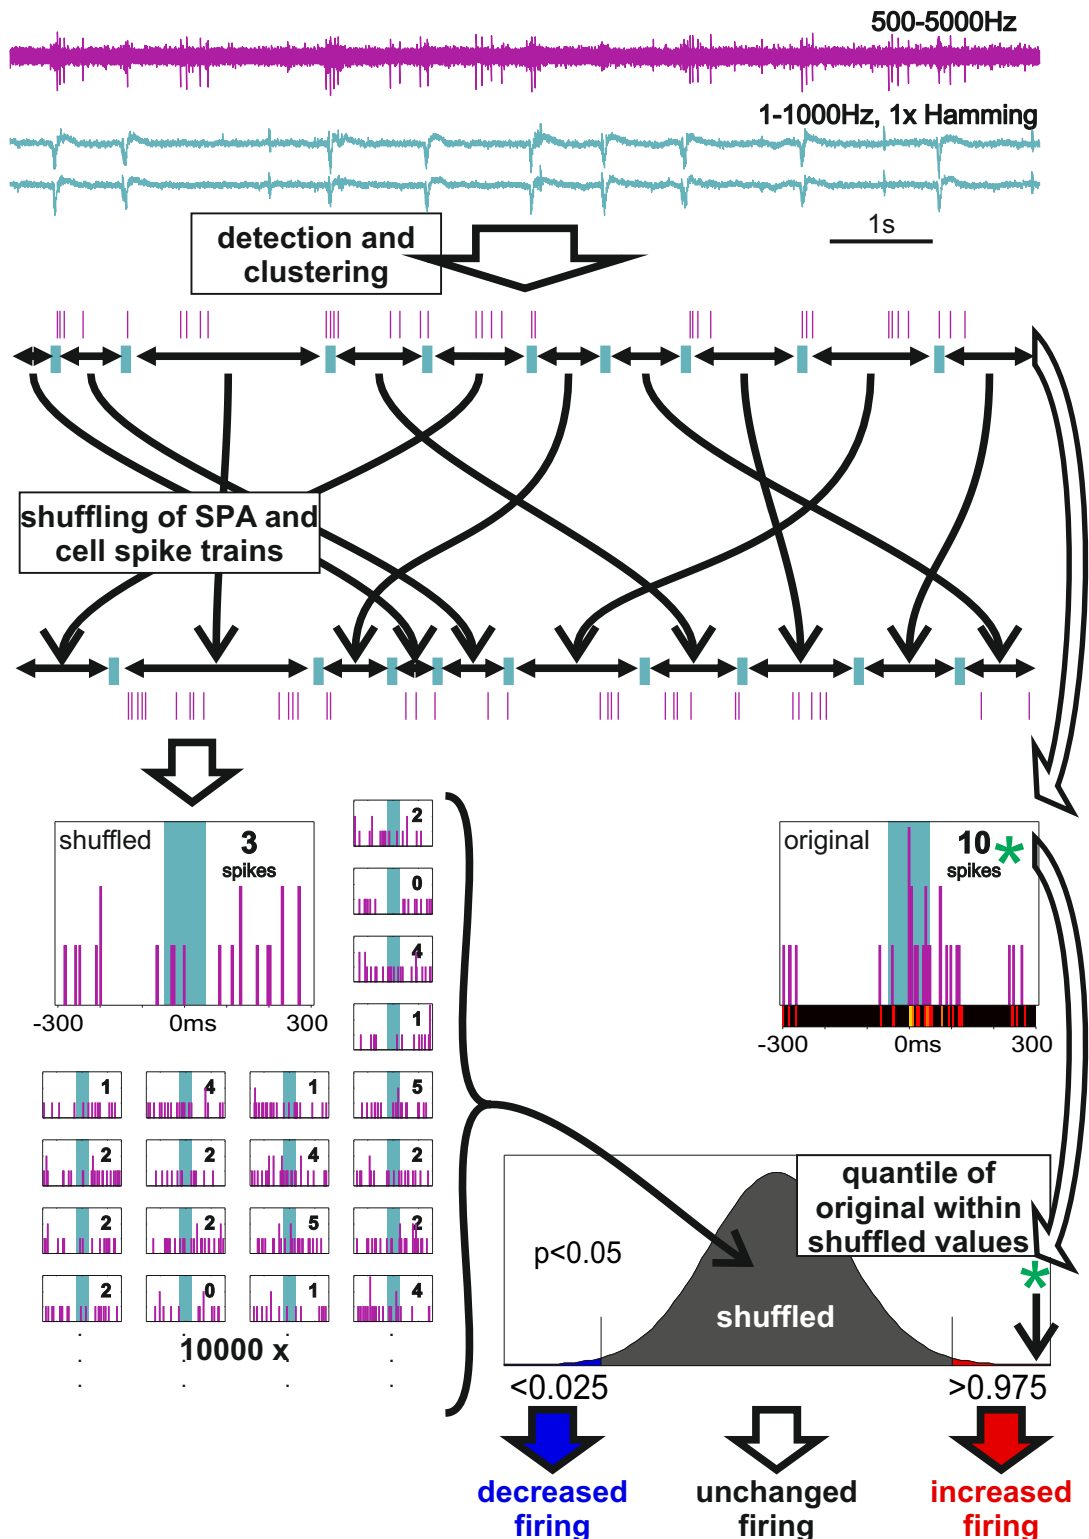 500-5000Hz
1-1000Hz, 1x Hamming
1s
detection and
clustering
shuffling of SPA and
cell spike trains
shuffled
3
spikes
-300
0ms
300
2
0
4
1
1
4
1
5
2
2
4
2
2
2
5
2
2
0
1
4
10000 x
original
10
spikes
*
-300
0ms
300
quantile of
original within
shuffled values
*
p<0.05
shuffled
<0.025
>0.975
decreased
firing
unchanged
firing
increased
firing